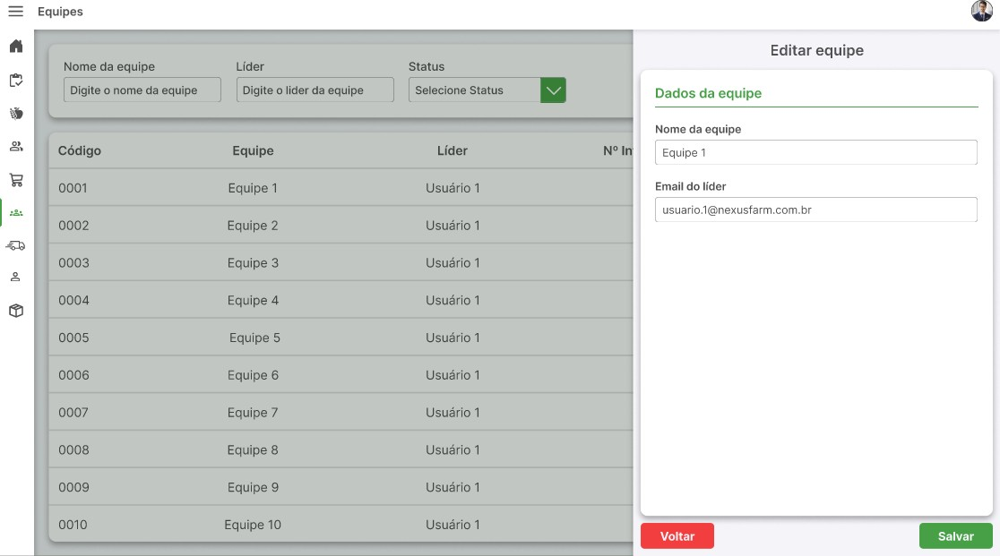 Equipes
Nome da equipe Líder Status
Digite o nome da equipe Digite o lider da equipe Selecione Status
Código Equipe Líder Nº In
0001 Equipe 1 Usuário 1
0002 Equipe 2 Usuário 1
0003 Equipe 3 Usuário 1
0004 Equipe 4 Usuário 1
0005 Equipe 5 Usuário 1
0006 Equipe 6 Usuário 1
0007 Equipe 7 Usuário 1
0008 Equipe 8 Usuário 1
0009 Equipe 9 Usuário 1
0010 Equipe 10 Usuário 1
Editar equipe
Dados da equipe
Nome da equipe
Equipe 1
Email do líder
usuario.1@nexusfarm.com.br
Voltar Salvar